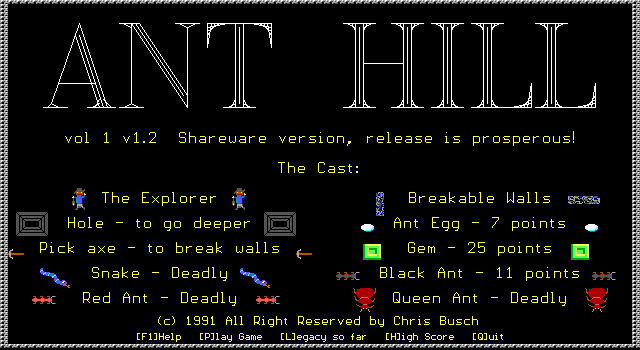 ANT HILL
vol 1 v1.2 Shareware version, release is prosperous!
The Cast:
The Explorer Breakable Walls
Hole - to go deeper Ant Egg - 7 points
Pick axe - to break walls Gem - 25 points
Snake - Deadly Black Ant - 11 points
Red Ant - Deadly Queen Ant - Deadly
(c) 1991 All Right Reserved by Chris Busch
[F1]Help [P]lay Game [L]egacy so far [H]igh Score [Q]uit